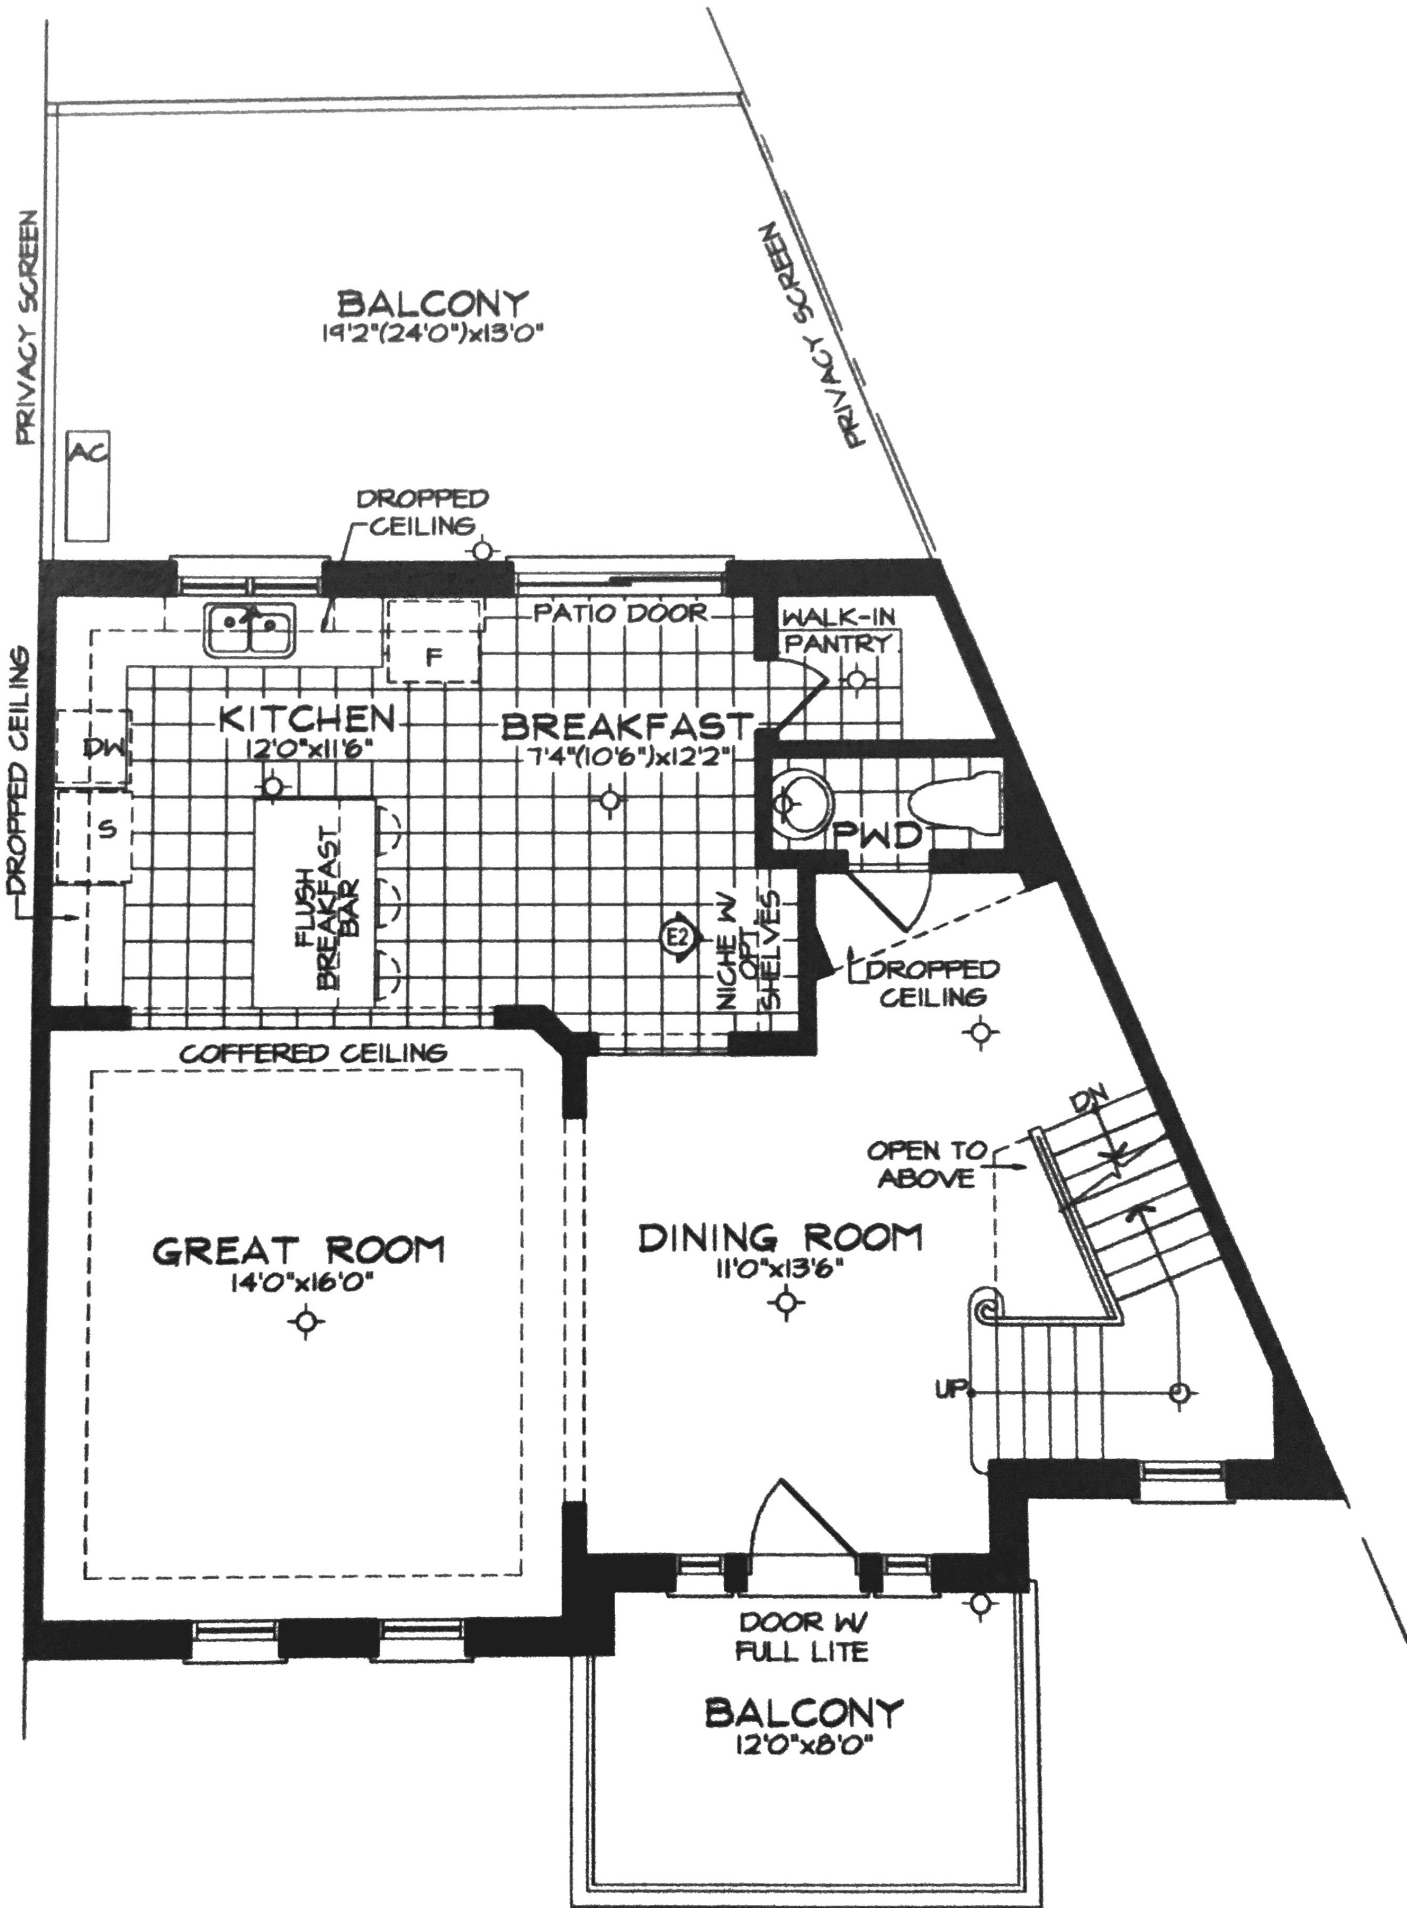 PRIVACY SCREEN
PRIVACY SCREEN
BALCONY
19'2"(24'0")x13'0"
AC
DROPPED
CEILING
PATIO DOOR
WALK-IN
PANTRY
F
DROPPED CEILING
KITCHEN
12'0"x11'6"
BREAKFAST
7'4"(10'6")x12'2"
DW
S
PWD
FLUSH
BREAKFAST
BAR
E2
NICHE W/
OPT
SHELVES
DROPPED
CEILING
COFFERED CEILING
DN
OPEN TO
ABOVE
GREAT ROOM
14'0"x16'0"
DINING ROOM
11'0"x13'6"
UP
DOOR W/
FULL LITE
BALCONY
12'0"x8'0"